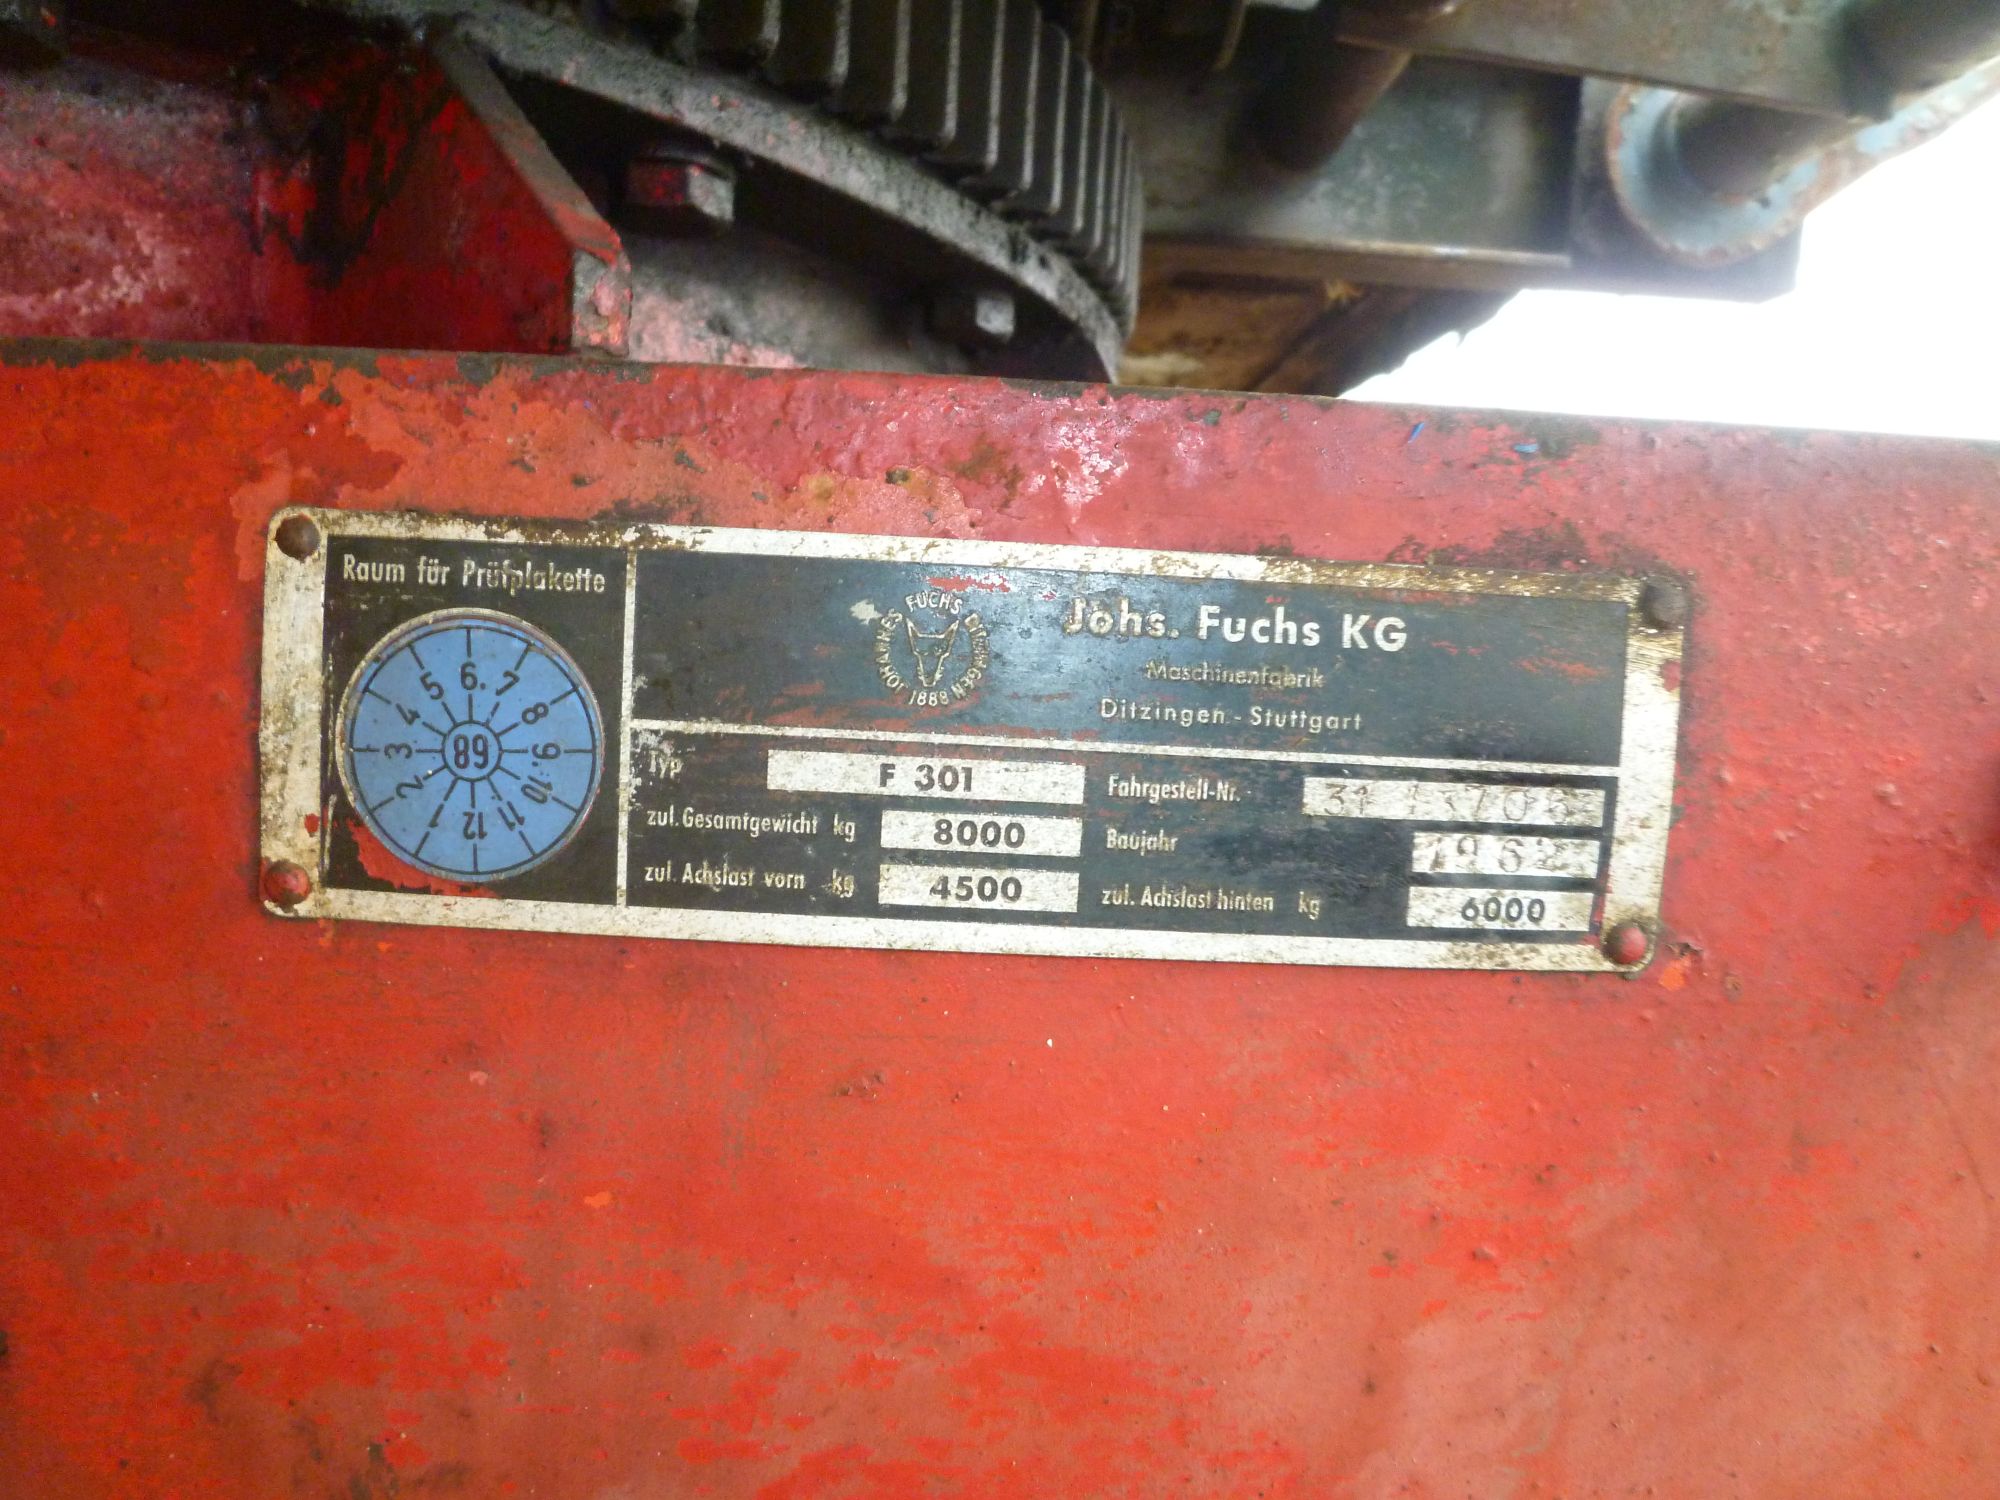 Raum für Prüfplakette
5 6. 7
4 8
3 89 9.
2 10
1 12 11
JOHANNES FUCHS DITZINGEN
1888
Johs. Fuchs KG
Maschinenfabrik
Ditzingen - Stuttgart
Typ F 301 Fahrgestell-Nr.
zul. Gesamtgewicht kg 8000 Baujahr 1962
zul. Achslast vorn kg 4500 zul. Achslast hinten kg 6000